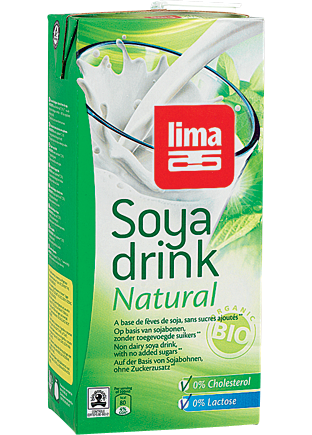 lima
Soya
drink
Natural
A base de fèves de soja, sans sucres ajoutés**
Op basis van sojabonen,
zonder toegevoegde suikers**
Non dairy soya drink,
with no added sugars**
Auf der Basis von Sojabohnen,
ohne Zuckerzusatz**
ORGANIC
BIO
0% Cholesterol
0% Lactose